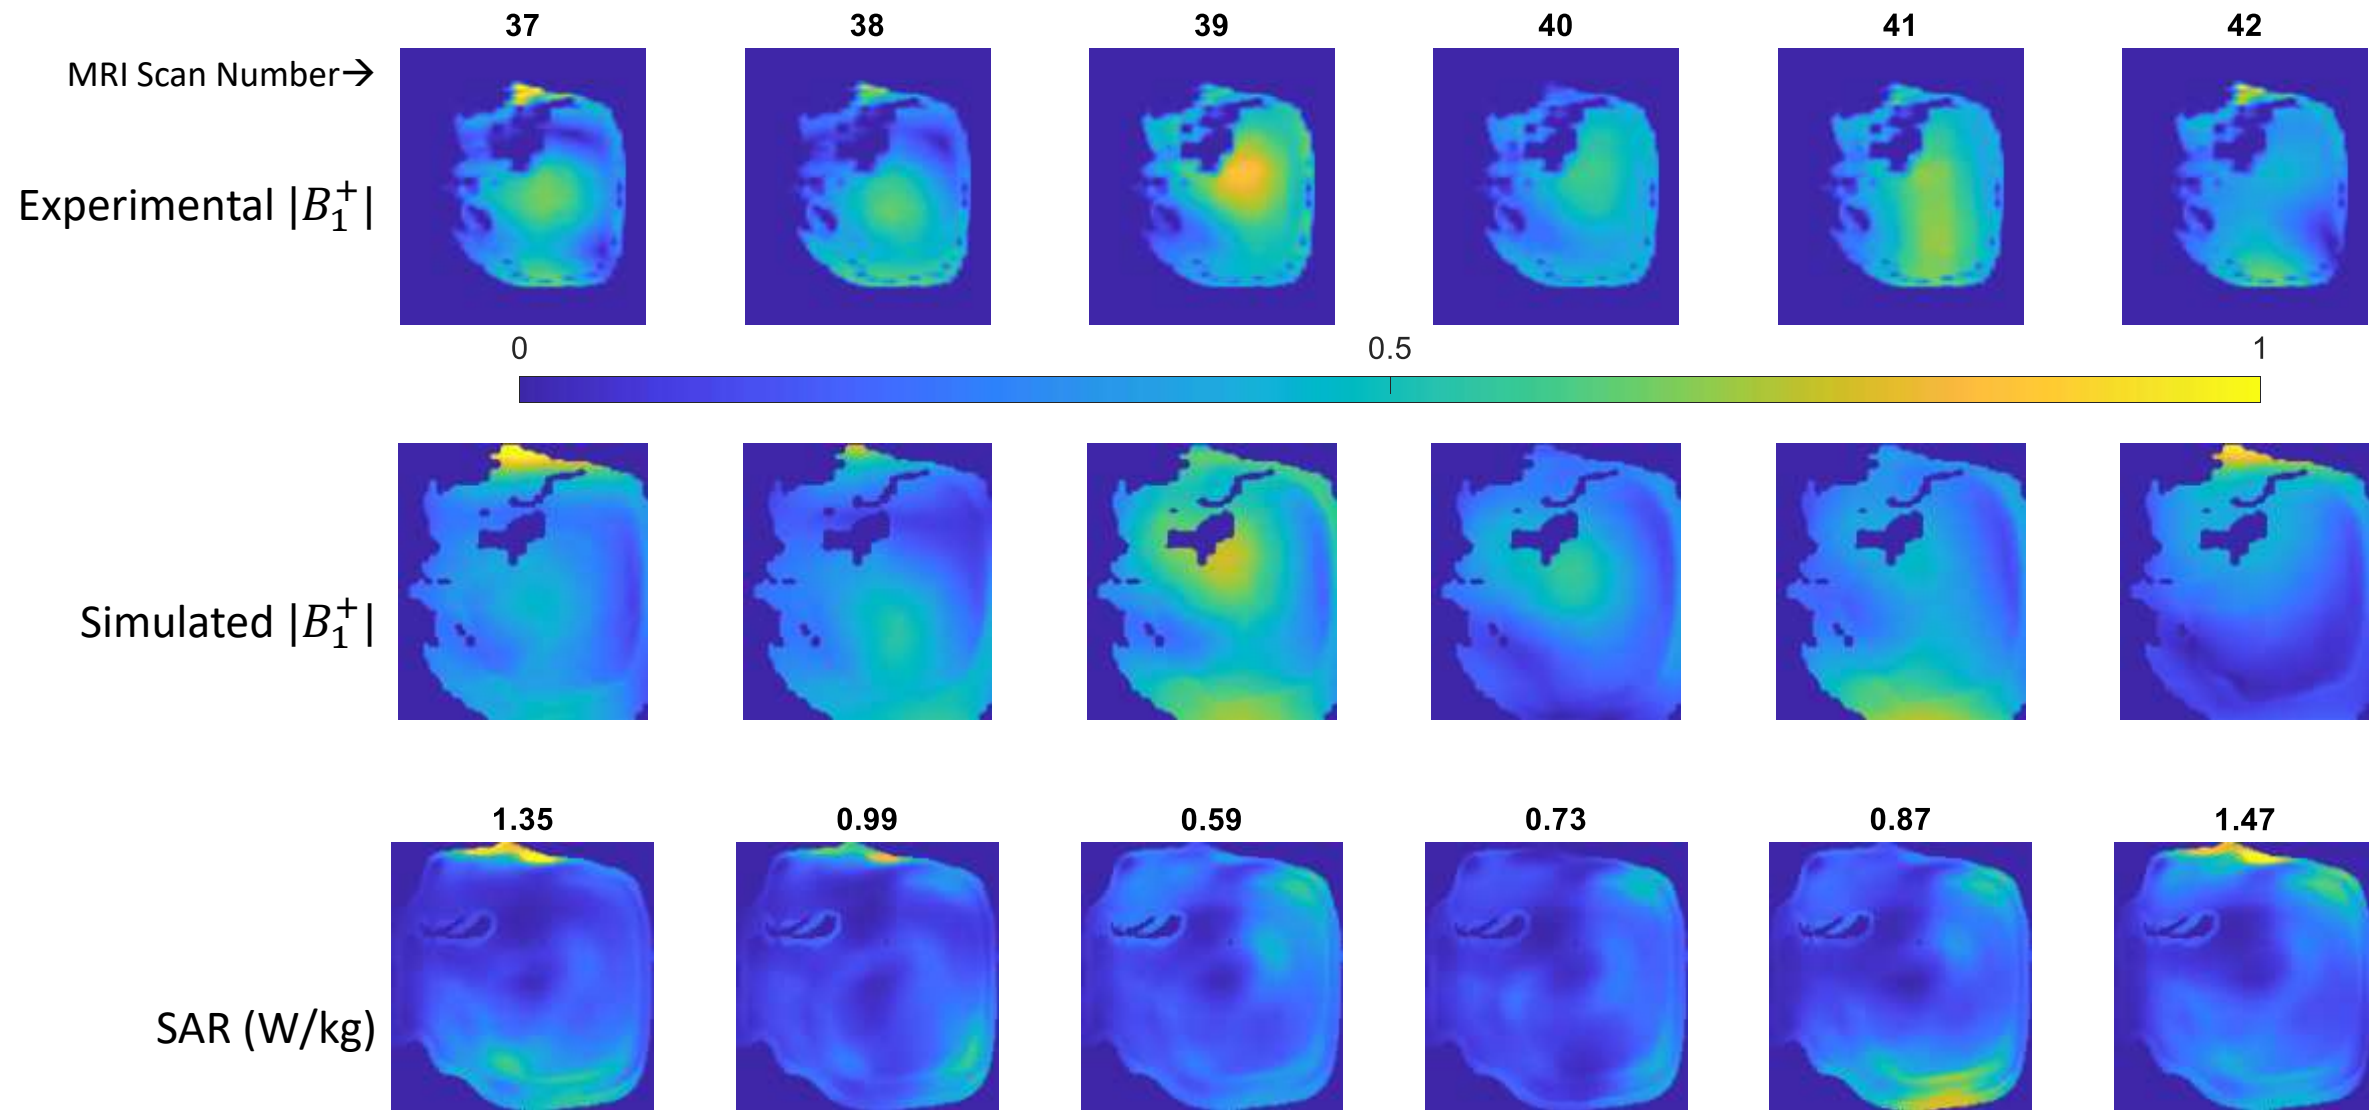 37 38 39 40 41 42
MRI Scan Number→
Experimental |B₁⁺|
0 0.5 1
Simulated |B₁⁺|
1.35 0.99 0.59 0.73 0.87 1.47
SAR (W/kg)